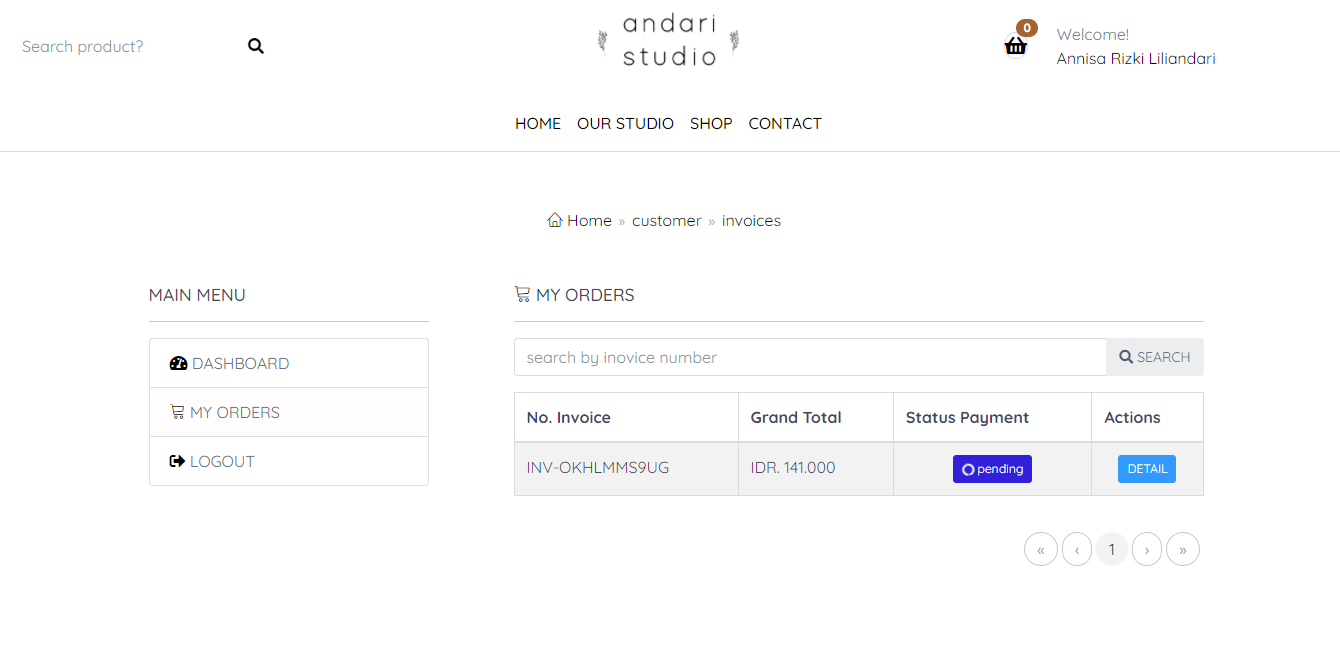 Search product?
andari
studio
0
Welcome!
Annisa Rizki Liliandari
HOME OUR STUDIO SHOP CONTACT
Home » customer » invoices
MAIN MENU
DASHBOARD
MY ORDERS
LOGOUT
MY ORDERS
search by inovice number
SEARCH
No. Invoice Grand Total Status Payment Actions
INV-OKHLMMS9UG IDR. 141.000 pending DETAIL
« ‹ 1 › »